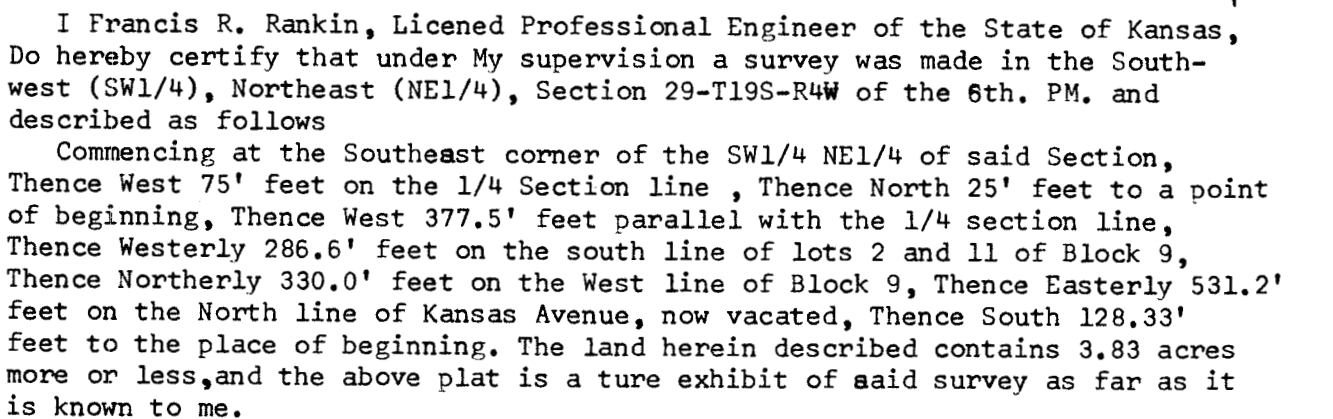 I Francis R. Rankin, Licened Professional Engineer of the State of Kansas,
Do hereby certify that under My supervision a survey was made in the South-
west (SW1/4), Northeast (NE1/4), Section 29-T19S-R4W of the 6th. PM. and
described as follows
Commencing at the Southeast corner of the SW1/4 NE1/4 of said Section,
Thence West 75' feet on the 1/4 Section line , Thence North 25' feet to a point
of beginning, Thence West 377.5' feet parallel with the 1/4 section line,
Thence Westerly 286.6' feet on the south line of lots 2 and 11 of Block 9,
Thence Northerly 330.0' feet on the West line of Block 9, Thence Easterly 531.2'
feet on the North line of Kansas Avenue, now vacated, Thence South 128.33'
feet to the place of beginning. The land herein described contains 3.83 acres
more or less,and the above plat is a ture exhibit of said survey as far as it
is known to me.